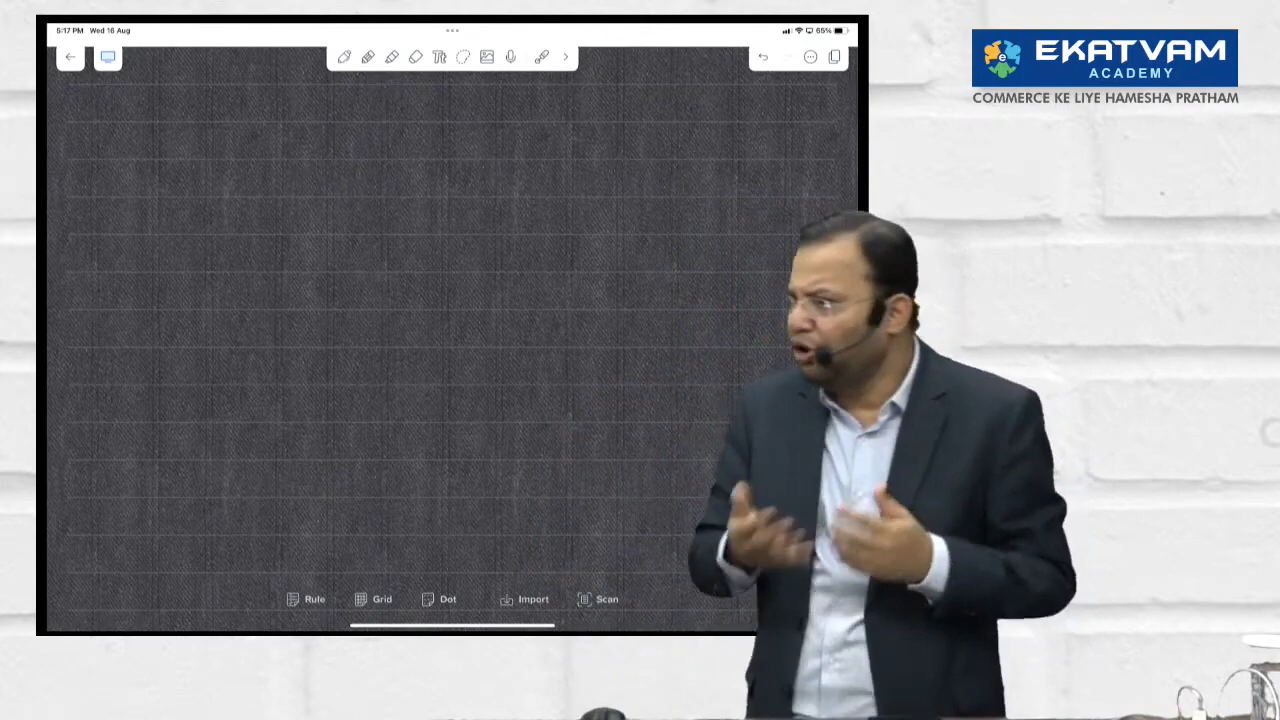 5:17 PM Wed 16 Aug
65%
EKATVAM
ACADEMY
COMMERCE KE LIYE HAMESHA PRATHAM
Rule Grid Dot Import Scan